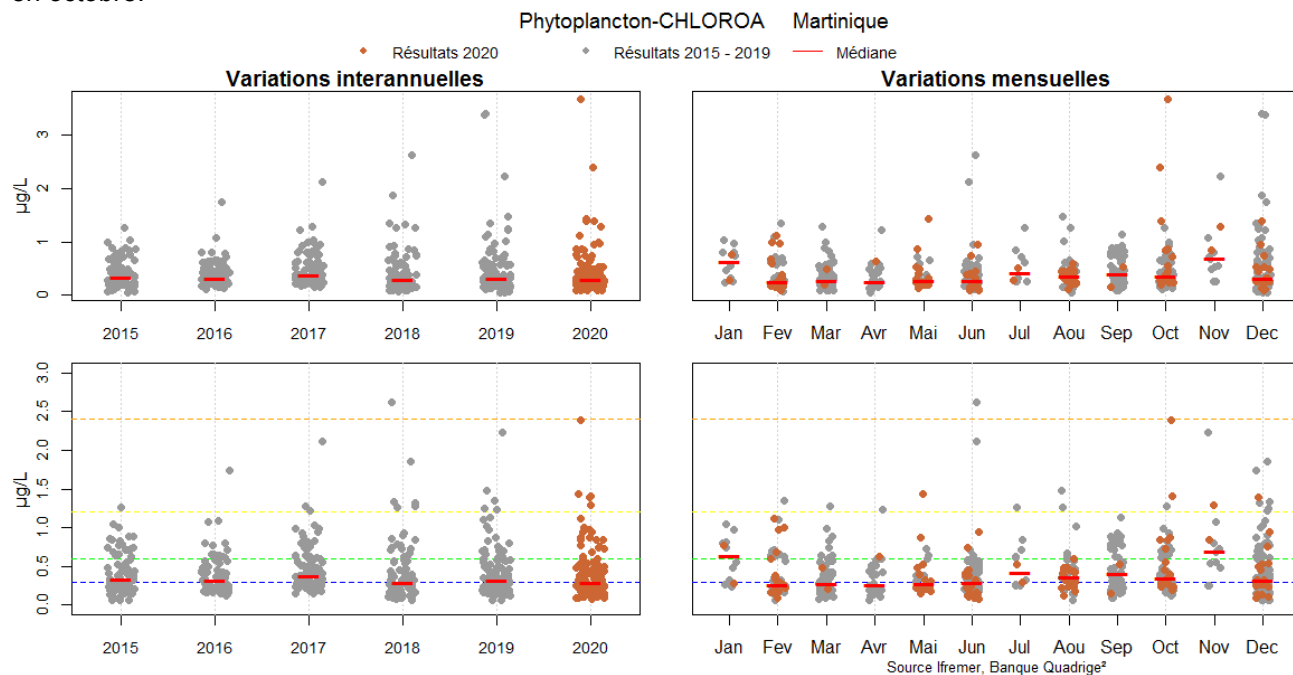 en octobre.
Phytoplancton-CHLOROA Martinique
Résultats 2020 Résultats 2015 - 2019 Médiane
Variations interannuelles Variations mensuelles
µg/L
3
2
1
0
2015 2016 2017 2018 2019 2020
Jan Fev Mar Avr Mai Jun Jul Aou Sep Oct Nov Dec
µg/L
3.0
2.5
2.0
1.5
1.0
0.5
0.0
2015 2016 2017 2018 2019 2020
Jan Fev Mar Avr Mai Jun Jul Aou Sep Oct Nov Dec
Source Ifremer, Banque Quadrige²